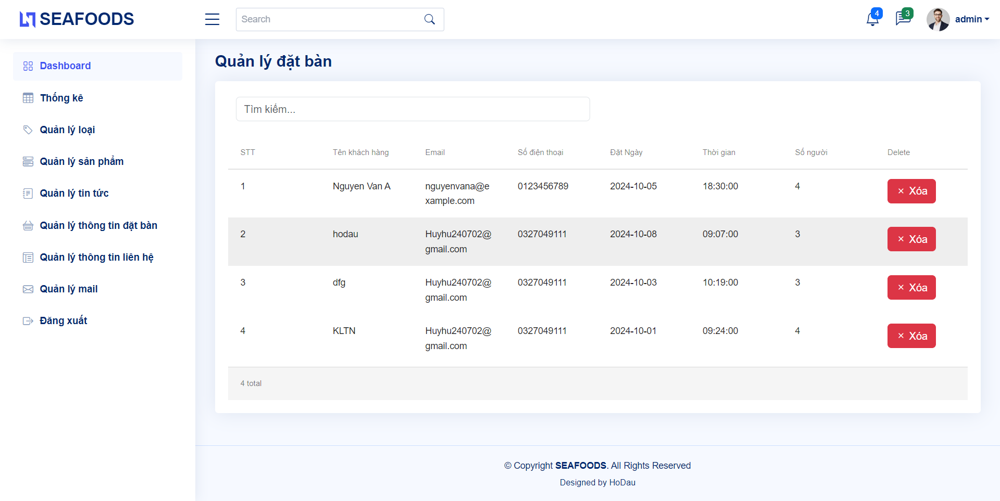 SEAFOODS
Search
4
3
admin
Dashboard
Thống kê
Quản lý loại
Quản lý sản phẩm
Quản lý tin tức
Quản lý thông tin đặt bàn
Quản lý thông tin liên hệ
Quản lý mail
Đăng xuất
Quản lý đặt bàn
Tìm kiếm...
STT Tên khách hàng Email Số điện thoại Đặt Ngày Thời gian Số người Delete
1 Nguyen Van A nguyenvana@e 0123456789 2024-10-05 18:30:00 4 × Xóa
xample.com
2 hodau Huyhu240702@ 0327049111 2024-10-08 09:07:00 3 × Xóa
gmail.com
3 dfg Huyhu240702@ 0327049111 2024-10-03 10:19:00 3 × Xóa
gmail.com
4 KLTN Huyhu240702@ 0327049111 2024-10-01 09:24:00 4 × Xóa
gmail.com
4 total
© Copyright SEAFOODS. All Rights Reserved
Designed by HoDau